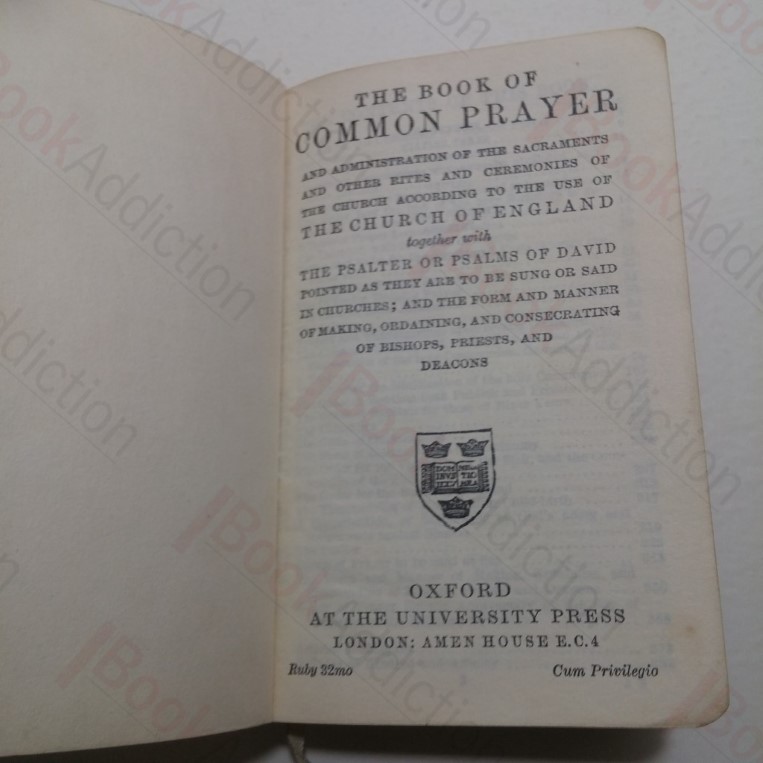 THE BOOK OF
COMMON PRAYER
AND ADMINISTRATION OF THE SACRAMENTS
AND OTHER RITES AND CEREMONIES OF
THE CHURCH ACCORDING TO THE USE OF
THE CHURCH OF ENGLAND
together with
THE PSALTER OR PSALMS OF DAVID
POINTED AS THEY ARE TO BE SUNG OR SAID
IN CHURCHES; AND THE FORM AND MANNER
OF MAKING, ORDAINING, AND CONSECRATING
OF BISHOPS, PRIESTS, AND
DEACONS
OXFORD
AT THE UNIVERSITY PRESS
LONDON: AMEN HOUSE E.C.4
Ruby 32mo
Cum Privilegio
BookAddiction